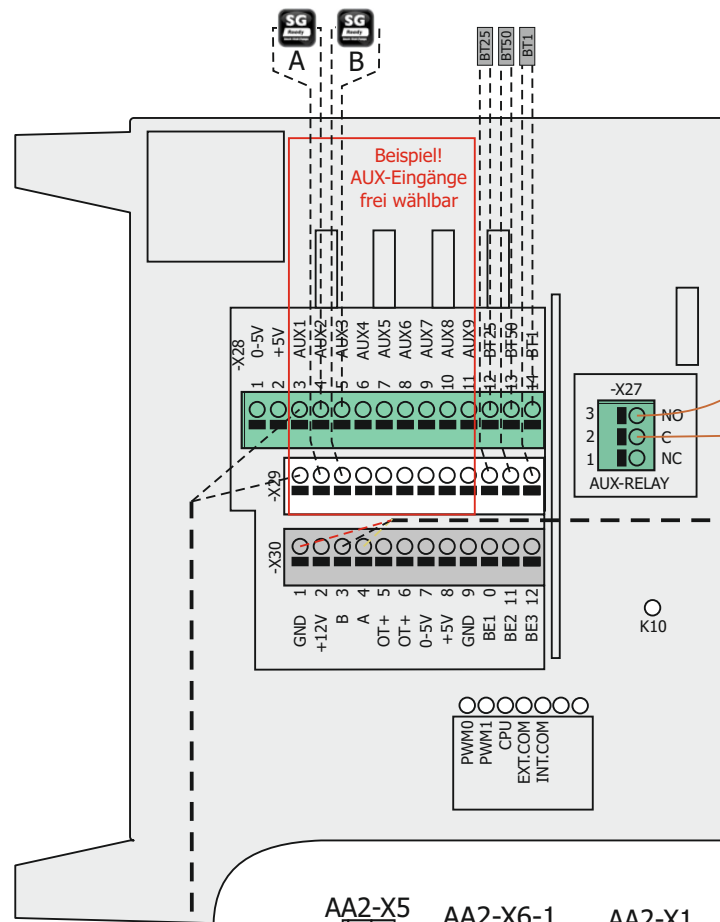 SG
Ready
SG
Ready
A
B
BT25
BT50
BT1
Beispiel!
AUX-Eingänge
frei wählbar
-X28
0-5V
+5V
AUX1
AUX2
AUX3
AUX4
AUX5
AUX6
AUX7
AUX8
AUX9
BT25
BT50
BT1
1
2
3
4
5
6
7
8
9
10
11
12
13
14
-X27
3
NO
2
C
1
NC
AUX-RELAY
-X29
-X30
1
2
3
4
5
6
7
8
9
0
11
12
GND
+12V
B
A
OT+
OT+
0-5V
+5V
GND
BE1
BE2
BE3
K10
PWM0
PWM1
CPU
EXT.COM
INT.COM
AA2-X5
AA2-X6-1
AA2-X1